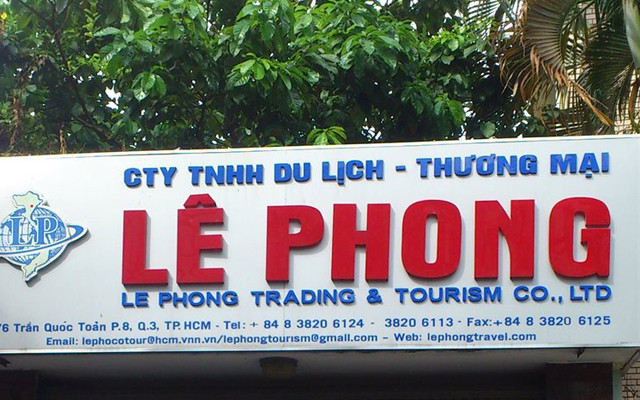 CTY TNHH DU LỊCH - THƯƠNG MẠI
LP
LÊ PHONG
LE PHONG TRADING & TOURISM CO., LTD
/6 Trần Quốc Toản P.8, Q.3, TP.HCM - Tel: + 84 8 3820 6124 - 3820 6113 - Fax:+ 84 8 3820 6125
Email: lephocotour@hcm.vnn.vn/lephongtourism@gmail.com – Web: lephongtravel.com